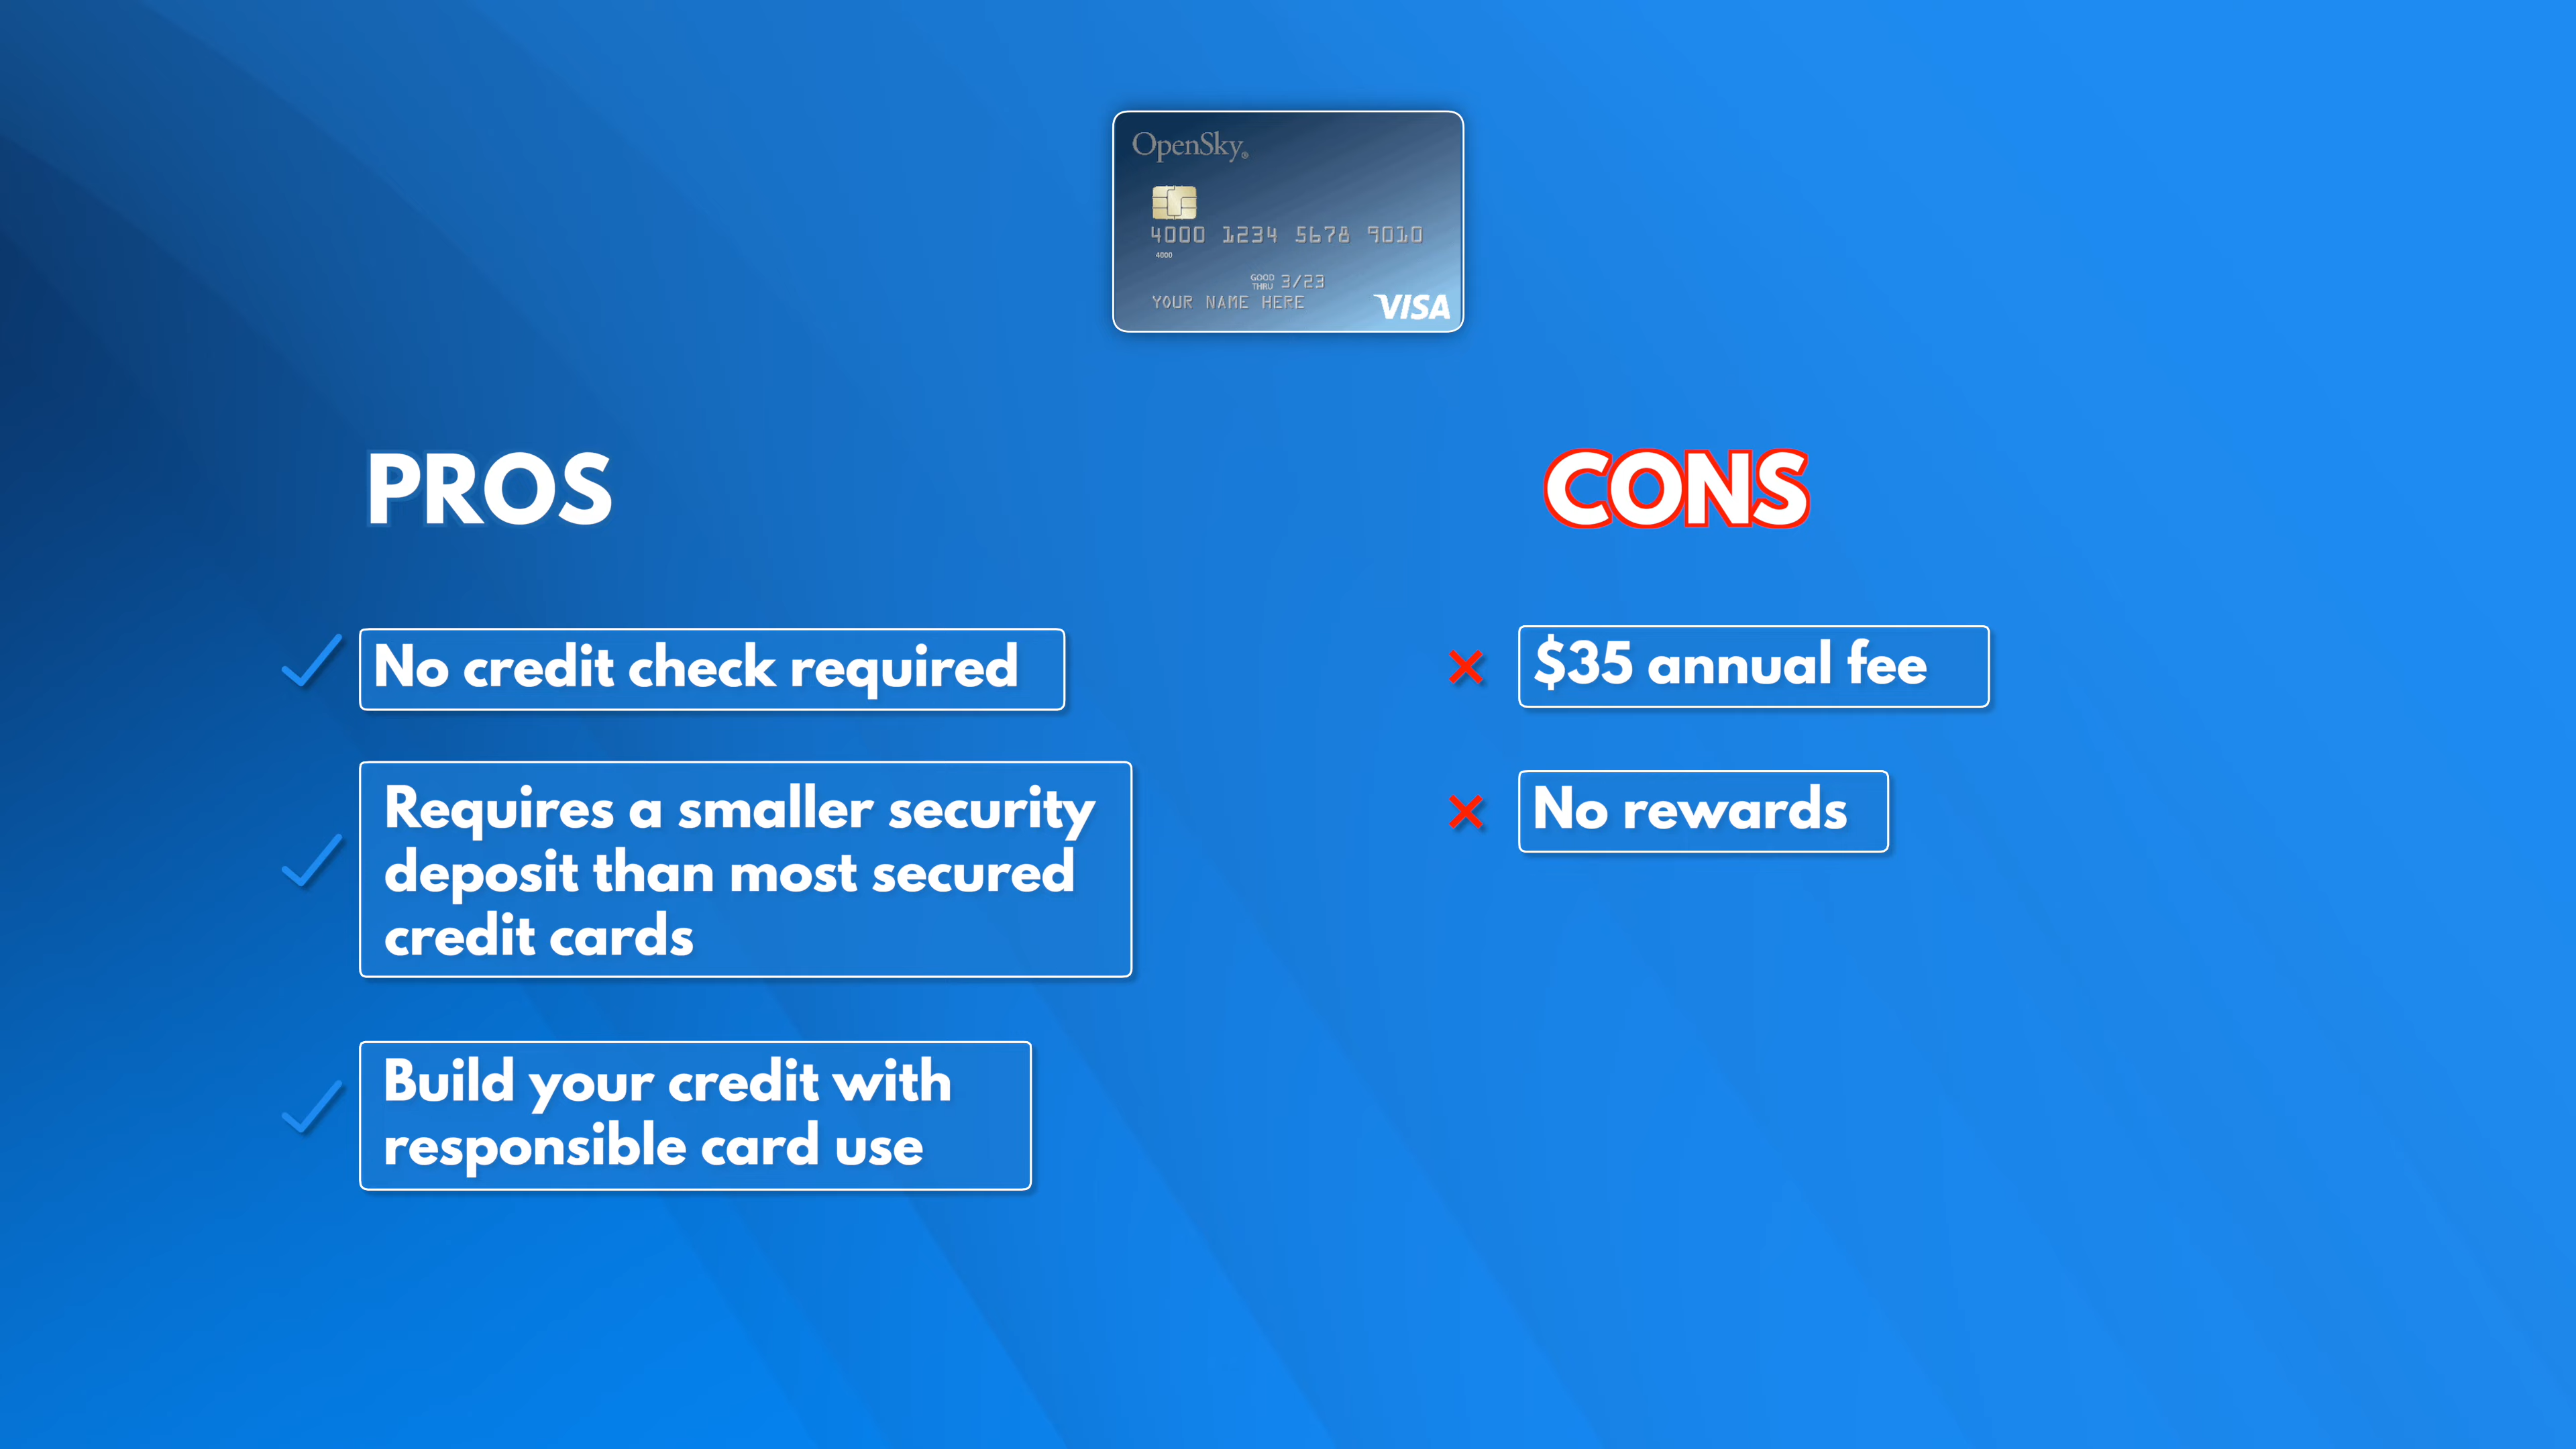 OpenSky®
4000 1234 5678 9010
4000
GOOD
THRU 3/23
YOUR NAME HERE
VISA
PROS
CONS
No credit check required
Requires a smaller security
deposit than most secured
credit cards
Build your credit with
responsible card use
$35 annual fee
No rewards